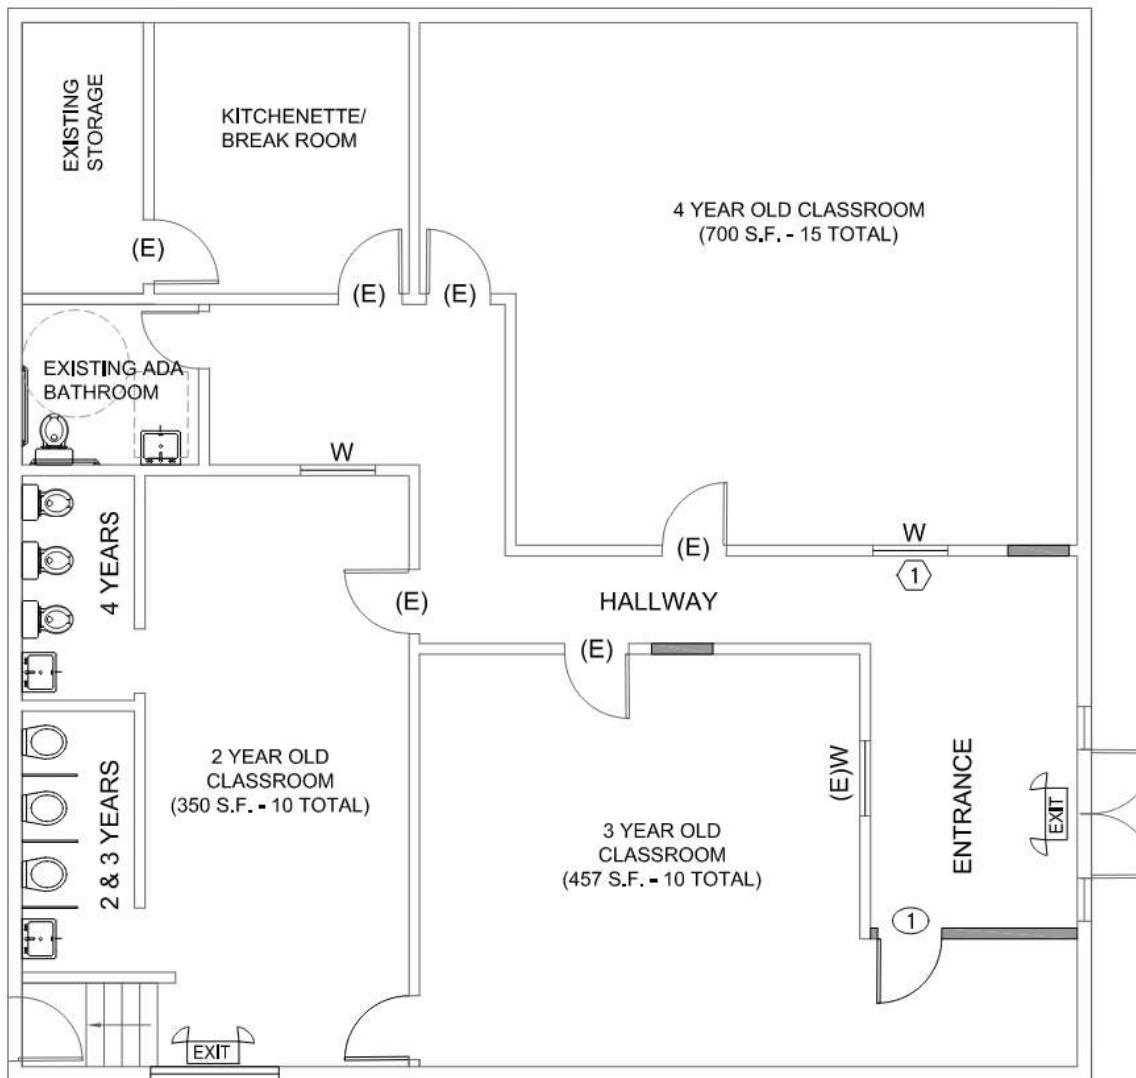 EXISTING
STORAGE
KITCHENETTE/
BREAK ROOM
4 YEAR OLD CLASSROOM
(700 S.F. - 15 TOTAL)
(E)
(E)
(E)
EXISTING ADA
BATHROOM
W
4 YEARS
(E)
(E)
W
1
HALLWAY
(E)
2 & 3 YEARS
2 YEAR OLD
CLASSROOM
(350 S.F. - 10 TOTAL)
3 YEAR OLD
CLASSROOM
(457 S.F. - 10 TOTAL)
(E)W
ENTRANCE
EXIT
1
EXIT